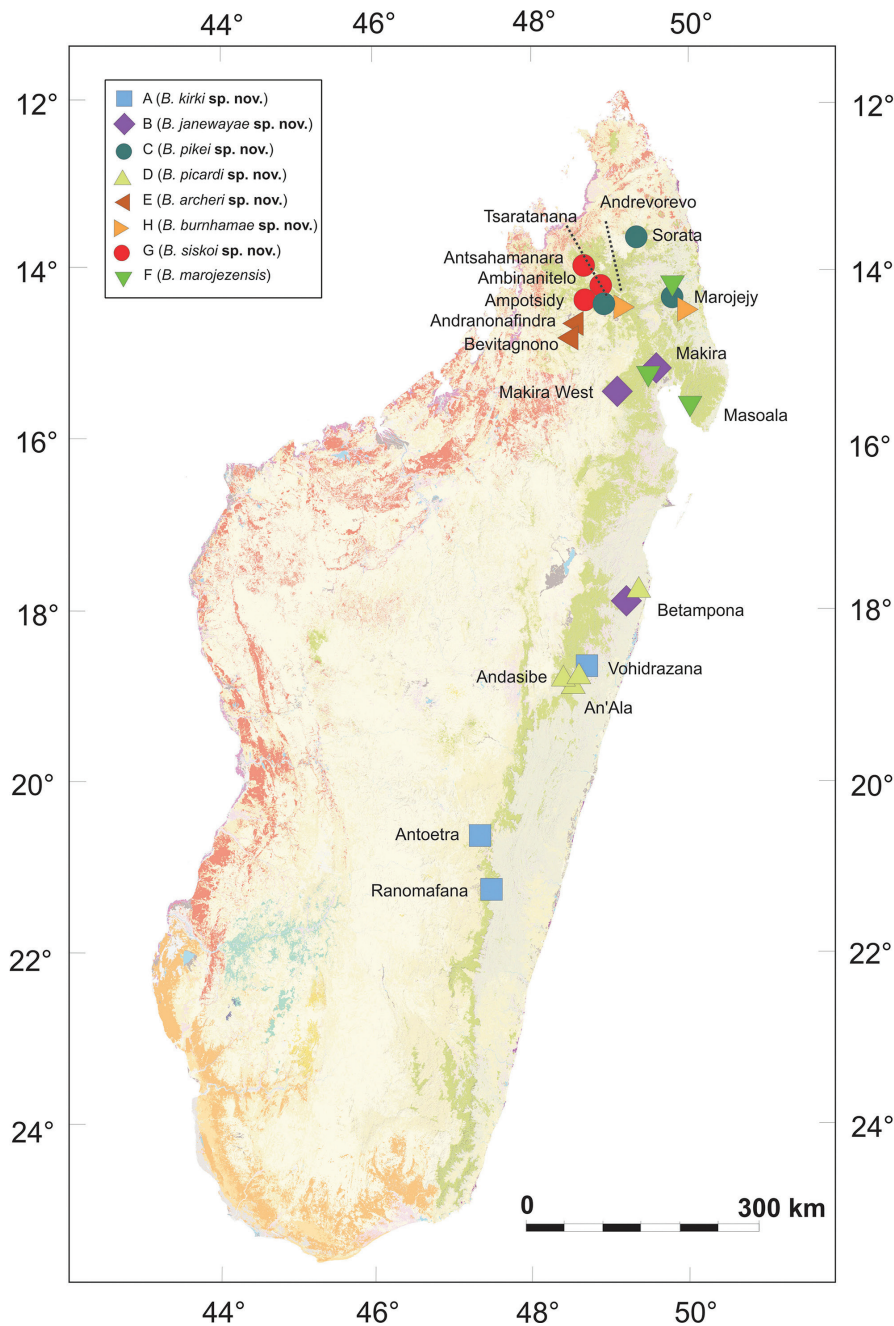 44° 46° 48° 50°
A (B. kirki sp. nov.)
B (B. janewayae sp. nov.)
C (B. pikei sp. nov.)
D (B. picardi sp. nov.)
E (B. archeri sp. nov.)
H (B. burnhamae sp. nov.)
G (B. siskoi sp. nov.)
F (B. marojezensis)
12° 12°
Andrevorevo
Tsaratanana
Sorata
Antsahamanara
14° 14°
Ambinanitelo
Ampotsidy
Marojejy
Andranonafindra
Bevitagnono
Makira
Makira West
Masoala
16° 16°
18° 18°
Betampona
Vohidrazana
Andasibe
An'Ala
20° 20°
Antoetra
Ranomafana
22° 22°
24° 24°
0 300 km
44° 46° 48° 50°